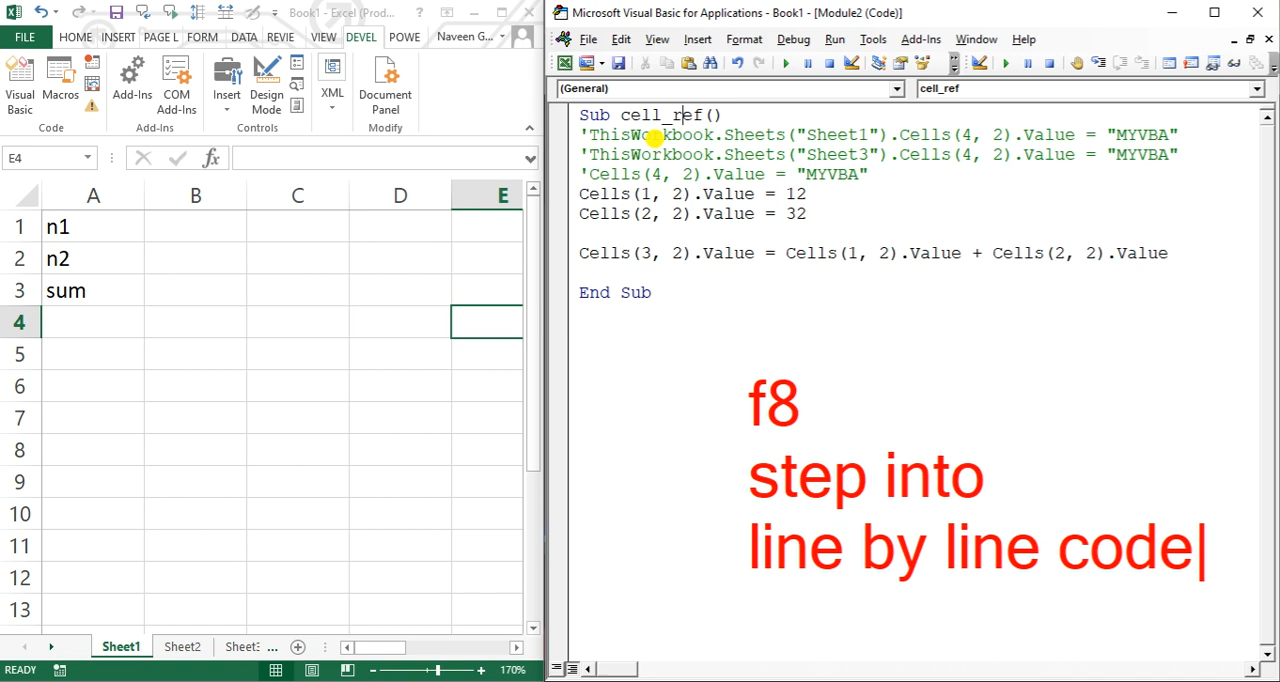 Book1 - Excel (Prod...
FILE HOME INSERT PAGE L FORM DATA REVIE VIEW DEVEL POWE Naveen G...
Visual Basic
Macros
Add-Ins
COM Add-Ins
Insert
Design Mode
XML
Document Panel
Code Add-Ins Controls Modify
E4
fx
A B C D E
1 n1
2 n2
3 sum
4
5
6
7
8
9
10
11
12
13
Sheet1 Sheet2 Sheet: ...
READY 170%
Microsoft Visual Basic for Applications - Book1 - [Module2 (Code)]
File Edit View Insert Format Debug Run Tools Add-Ins Window Help
(General) cell_ref
Sub cell_ref()
'ThisWorkbook.Sheets("Sheet1").Cells(4, 2).Value = "MYVBA"
'ThisWorkbook.Sheets("Sheet3").Cells(4, 2).Value = "MYVBA"
'Cells(4, 2).Value = "MYVBA"
Cells(1, 2).Value = 12
Cells(2, 2).Value = 32
Cells(3, 2).Value = Cells(1, 2).Value + Cells(2, 2).Value
End Sub
f8
step into
line by line code